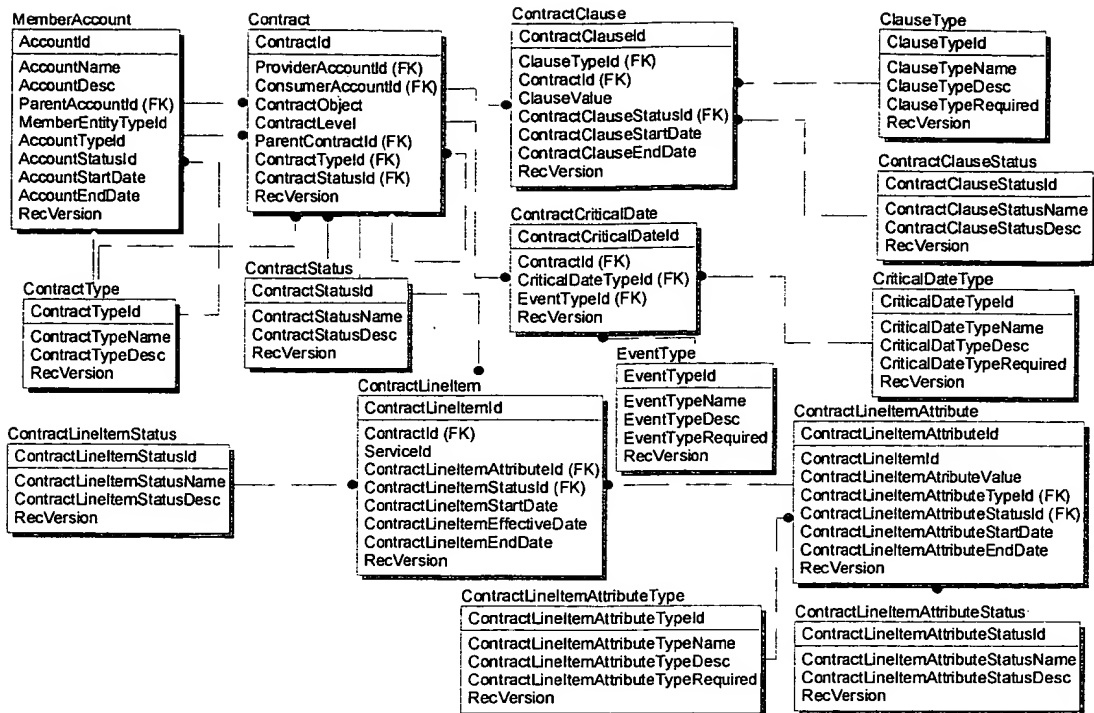 MemberAccount
AccountId
AccountName
AccountDesc
ParentAccountId (FK)
MemberEntityTypeId
AccountTypeId
AccountStatusId
AccountStartDate
AccountEndDate
RecVersion
Contract
ContractId
ProviderAccountId (FK)
ConsumerAccountId (FK)
ContractObject
ContractLevel
ParentContractId (FK)
ContractTypeId (FK)
ContractStatusId (FK)
RecVersion
ContractClause
ContractClauseId
ClauseTypeId (FK)
ContractId (FK)
ClauseValue
ContractClauseStatusId (FK)
ContractClauseStartDate
ContractClauseEndDate
RecVersion
ClauseType
ClauseTypeId
ClauseTypeName
ClauseTypeDesc
ClauseTypeRequired
RecVersion
ContractClauseStatus
ContractClauseStatusId
ContractClauseStatusName
ContractClauseStatusDesc
RecVersion
ContractType
ContractTypeId
ContractTypeName
ContractTypeDesc
RecVersion
ContractStatus
ContractStatusId
ContractStatusName
ContractStatusDesc
RecVersion
ContractCriticalDate
ContractCriticalDateId
ContractId (FK)
CriticalDateTypeId (FK)
EventTypeId (FK)
RecVersion
CriticalDateType
CriticalDateTypeId
CriticalDateTypeName
CriticalDatTypeDesc
CriticalDateTypeRequired
RecVersion
EventType
EventTypeId
EventTypeName
EventTypeDesc
EventTypeRequired
RecVersion
ContractLineItem
ContractLineItemId
ContractId (FK)
ServiceId
ContractLineItemAttributeId (FK)
ContractLineItemStatusId (FK)
ContractLineItemStartDate
ContractLineItemEffectiveDate
ContractLineItemEndDate
RecVersion
ContractLineItemStatus
ContractLineItemStatusId
ContractLineItemStatusName
ContractLineItemStatusDesc
RecVersion
ContractLineItemAttribute
ContractLineItemAttributeId
ContractLineItemId
ContractLineItemAtributeValue
ContractLineItemAttributeTypeId (FK)
ContractLineItemAttributeStatusId (FK)
ContractLineItemAttributeStartDate
ContractLineItemAttributeEndDate
RecVersion
ContractLineItemAttributeType
ContractLineItemAttributeTypeId
ContractLineItemAttributeTypeName
ContractLineItemAttributeTypeDesc
ContractLineItemAttributeTypeRequired
RecVersion
ContractLineItemAttributeStatus
ContractLineItemAttributeStatusId
ContractLineItemAttributeStatusName
ContractLineItemAttributeStatusDesc
RecVersion